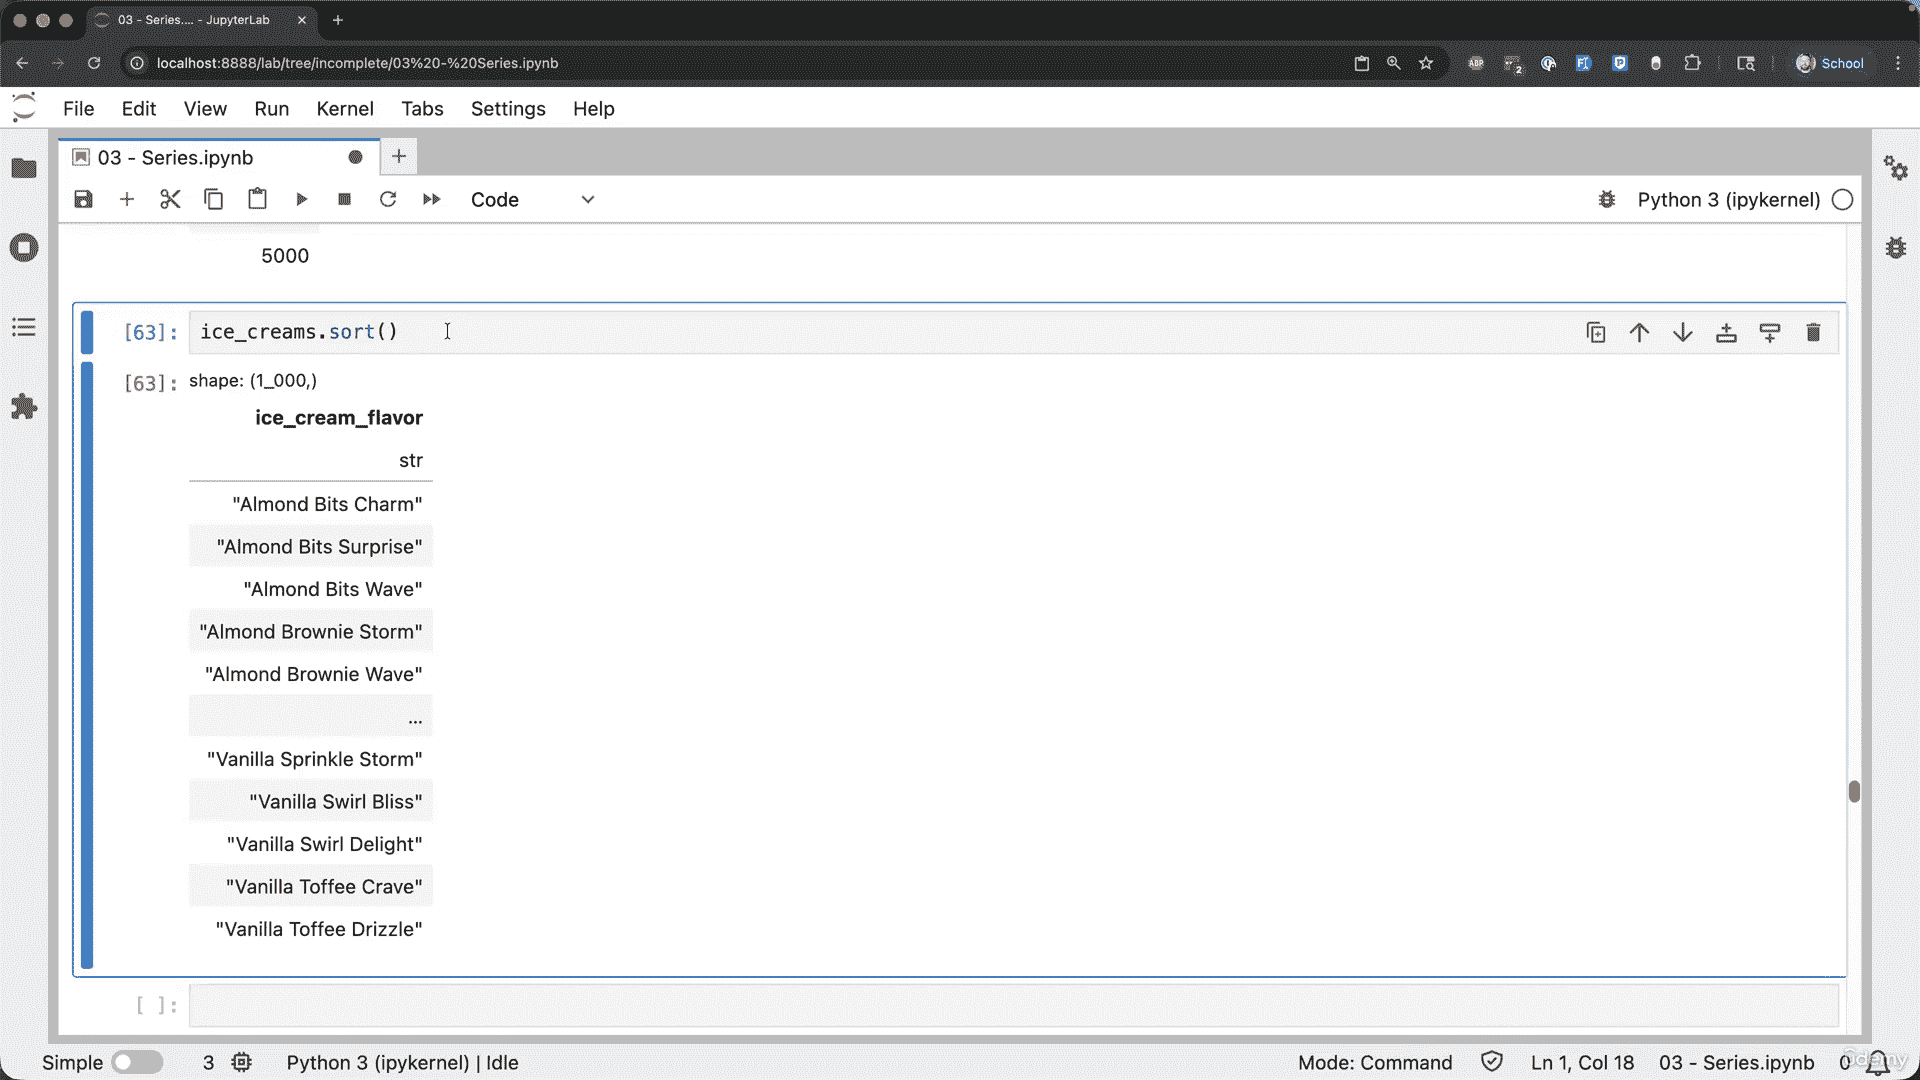 03 - Series.... - JupyterLab
localhost:8888/lab/tree/incomplete/03%20-%20Series.ipynb
ABP
2
School
File Edit View Run Kernel Tabs Settings Help
03 - Series.ipynb
Code
Python 3 (ipykernel)
5000
[63]: ice_creams.sort()
[63]: shape: (1_000,)
ice_cream_flavor
str
"Almond Bits Charm"
"Almond Bits Surprise"
"Almond Bits Wave"
"Almond Brownie Storm"
"Almond Brownie Wave"
...
"Vanilla Sprinkle Storm"
"Vanilla Swirl Bliss"
"Vanilla Swirl Delight"
"Vanilla Toffee Crave"
"Vanilla Toffee Drizzle"
[ ]:
Simple 3 Python 3 (ipykernel) | Idle Mode: Command Ln 1, Col 18 03 - Series.ipynb 0
Udemy